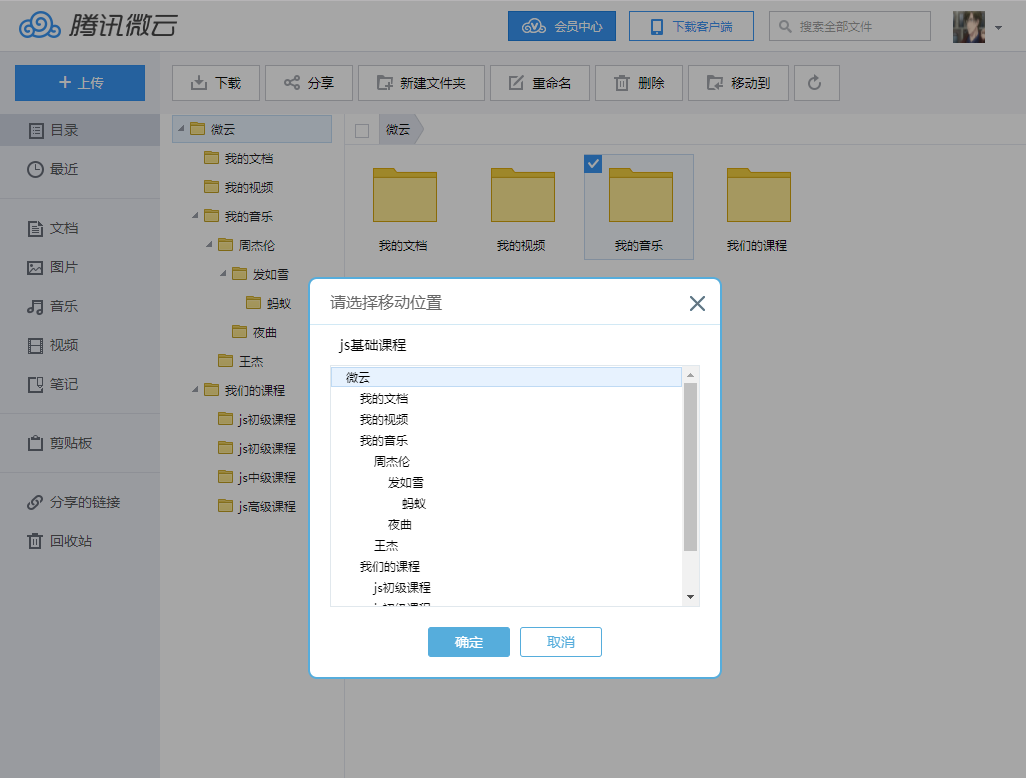 腾讯微云
会员中心
下载客户端
搜索全部文件
上传
下载
分享
新建文件夹
重命名
删除
移动到
目录
最近
文档
图片
音乐
视频
笔记
剪贴板
分享的链接
回收站
微云
我的文档
我的视频
我的音乐
周杰伦
发如雪
蚂蚁
夜曲
王杰
我们的课程
js初级课程
js初级课程
js中级课程
js高级课程
微云
我的文档
我的视频
我的音乐
我们的课程
请选择移动位置
js基础课程
微云
我的文档
我的视频
我的音乐
周杰伦
发如雪
蚂蚁
夜曲
王杰
我们的课程
js初级课程
js初级课程
确定
取消